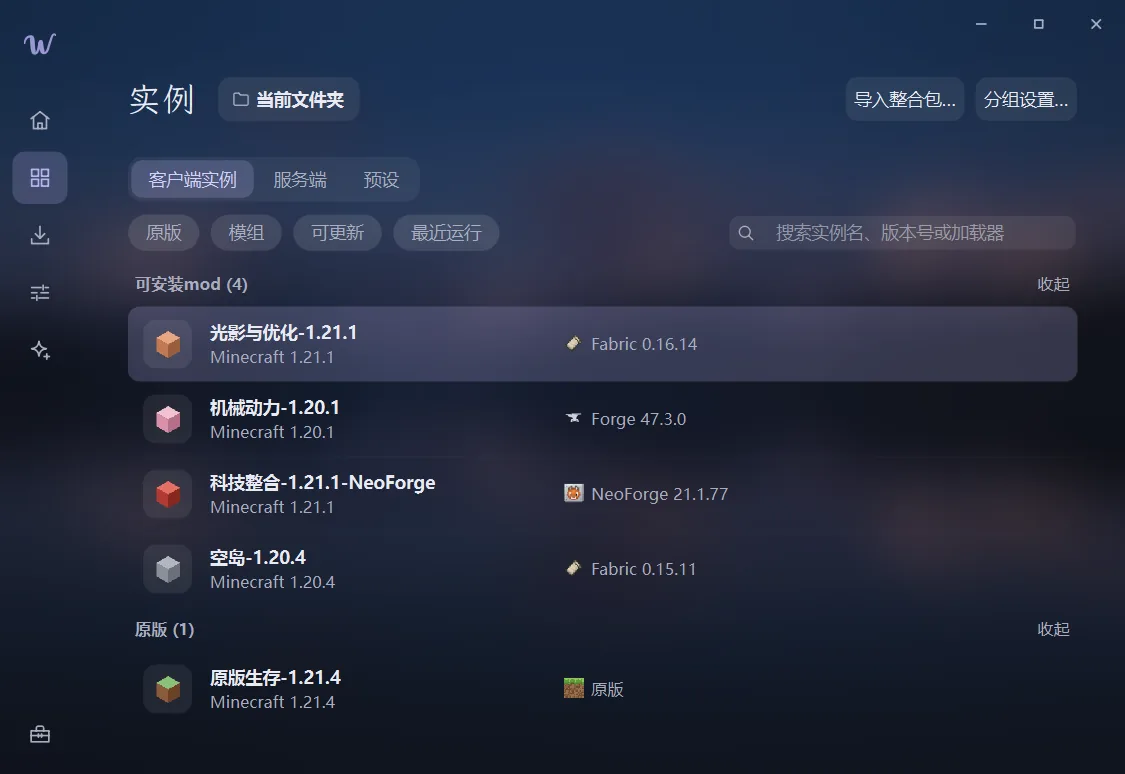 W
实例
当前文件夹
导入整合包...
分组设置...
客户端实例 服务端 预设
原版 模组 可更新 最近运行
搜索实例名、版本号或加载器
可安装mod (4)
收起
光影与优化-1.21.1
Minecraft 1.21.1
Fabric 0.16.14
机械动力-1.20.1
Minecraft 1.20.1
Forge 47.3.0
科技整合-1.21.1-NeoForge
Minecraft 1.21.1
NeoForge 21.1.77
空岛-1.20.4
Minecraft 1.20.4
Fabric 0.15.11
原版 (1)
收起
原版生存-1.21.4
Minecraft 1.21.4
原版